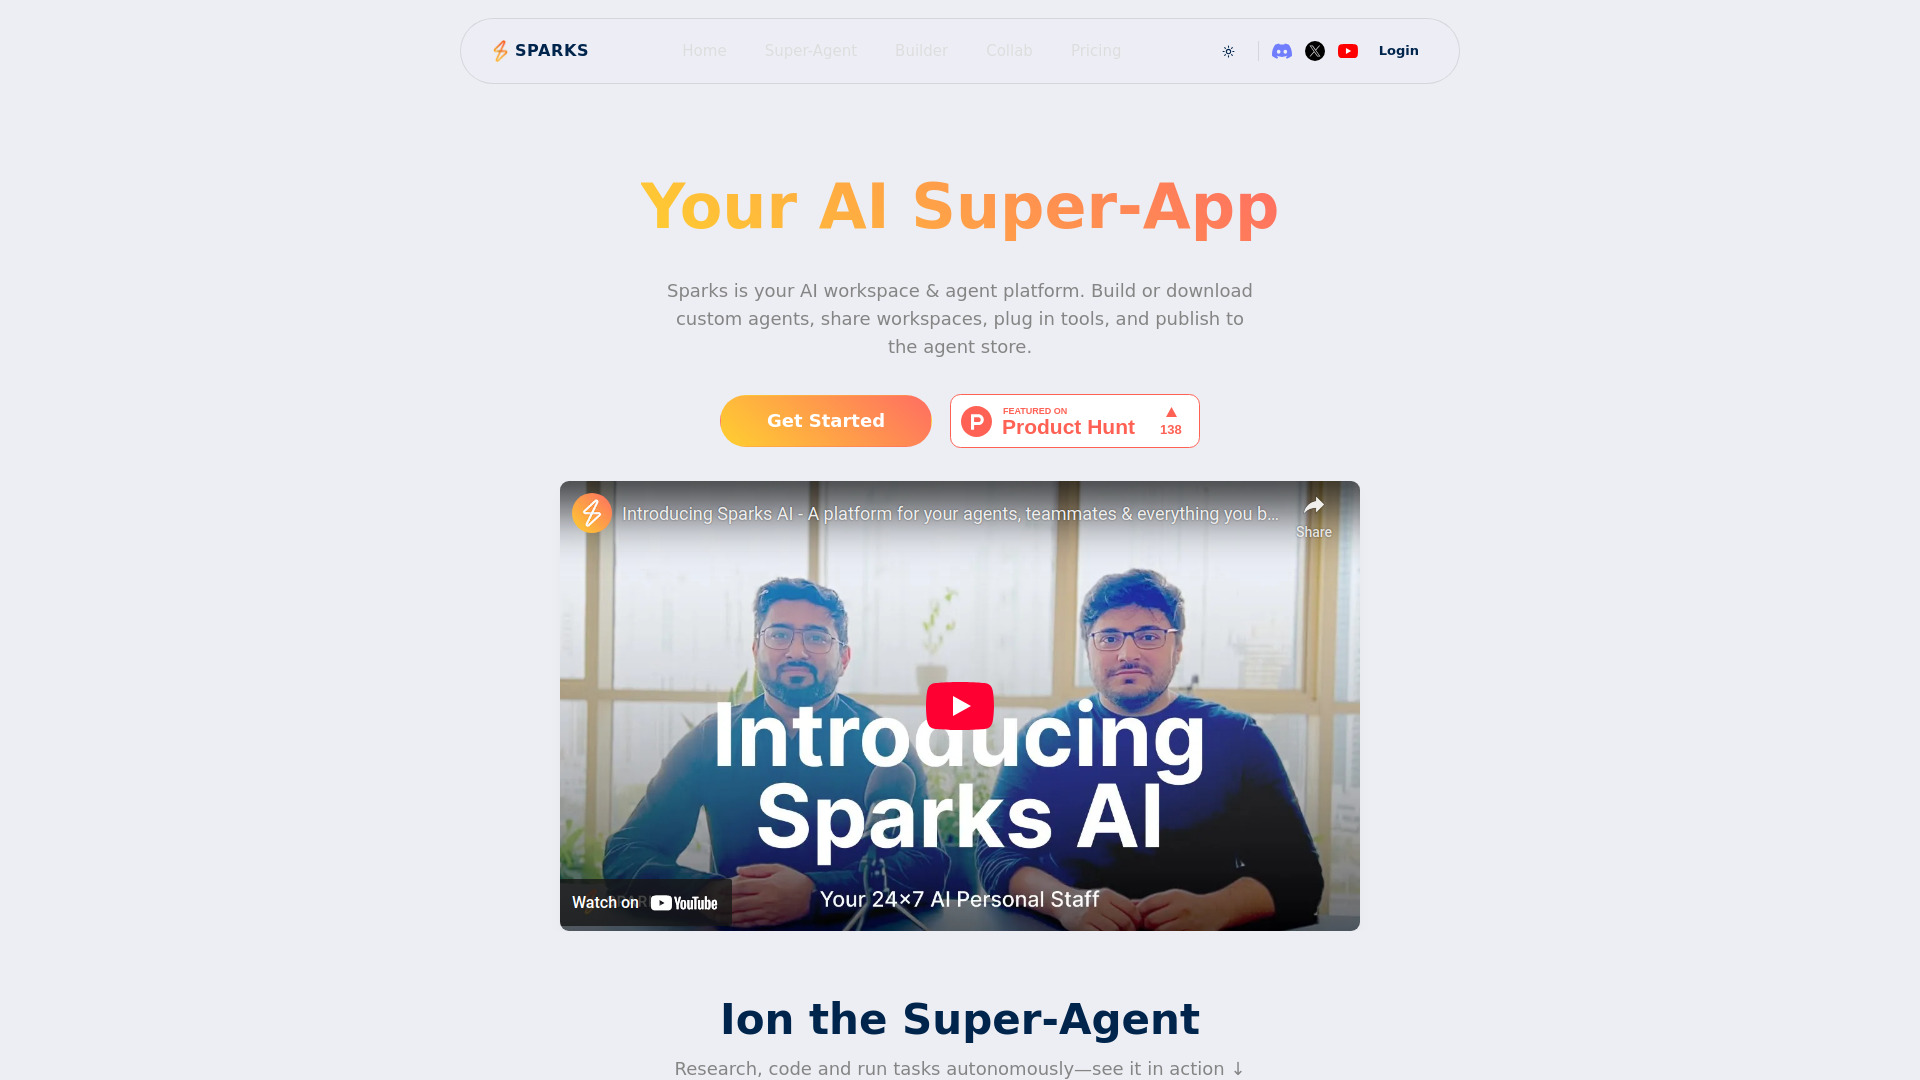 SPARKS
Home
Super-Agent
Builder
Collab
Pricing
Login
Your AI Super-App
Sparks is your AI workspace & agent platform. Build or download
custom agents, share workspaces, plug in tools, and publish to
the agent store.
Get Started
FEATURED ON
Product Hunt
138
Introducing Sparks AI - A platform for your agents, teammates & everything you b...
Share
Introducing
Sparks AI
Your 24×7 AI Personal Staff
Watch on YouTube
Ion the Super-Agent
Research, code and run tasks autonomously—see it in action ↓